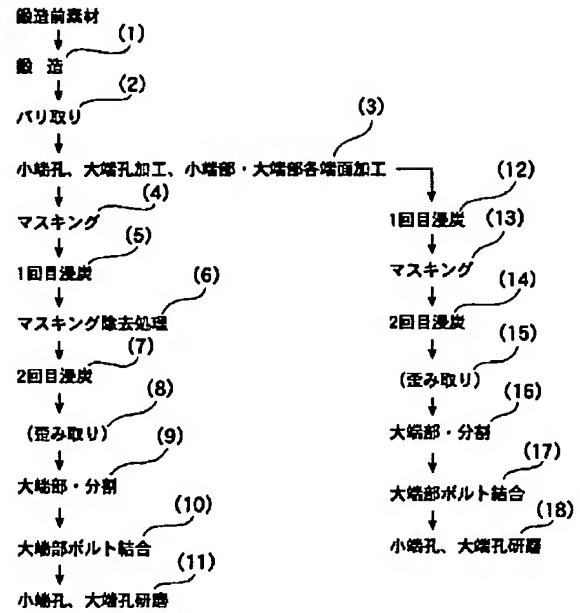 鍛造前素材
(1)
鍛 造
(2)
バリ取り
(3)
小端孔、大端孔加工、小端部・大端部各端面加工
(4)
マスキング
(5)
1回目浸炭
(6)
マスキング除去処理
(7)
2回目浸炭
(8)
(歪み取り)
(9)
大端部・分割
(10)
大端部ボルト結合
(11)
小端孔、大端孔研磨
(12)
1回目浸炭
(13)
マスキング
(14)
2回目浸炭
(15)
(歪み取り)
(16)
大端部・分割
(17)
大端部ボルト結合
(18)
小端孔、大端孔研磨